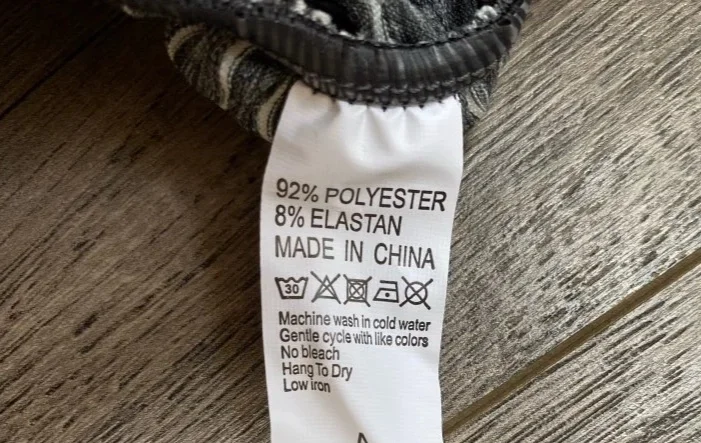 92% POLYESTER
8% ELASTAN
MADE IN CHINA
30
Machine wash in cold water
Gentle cycle with like colors
No bleach
Hang To Dry
Low iron